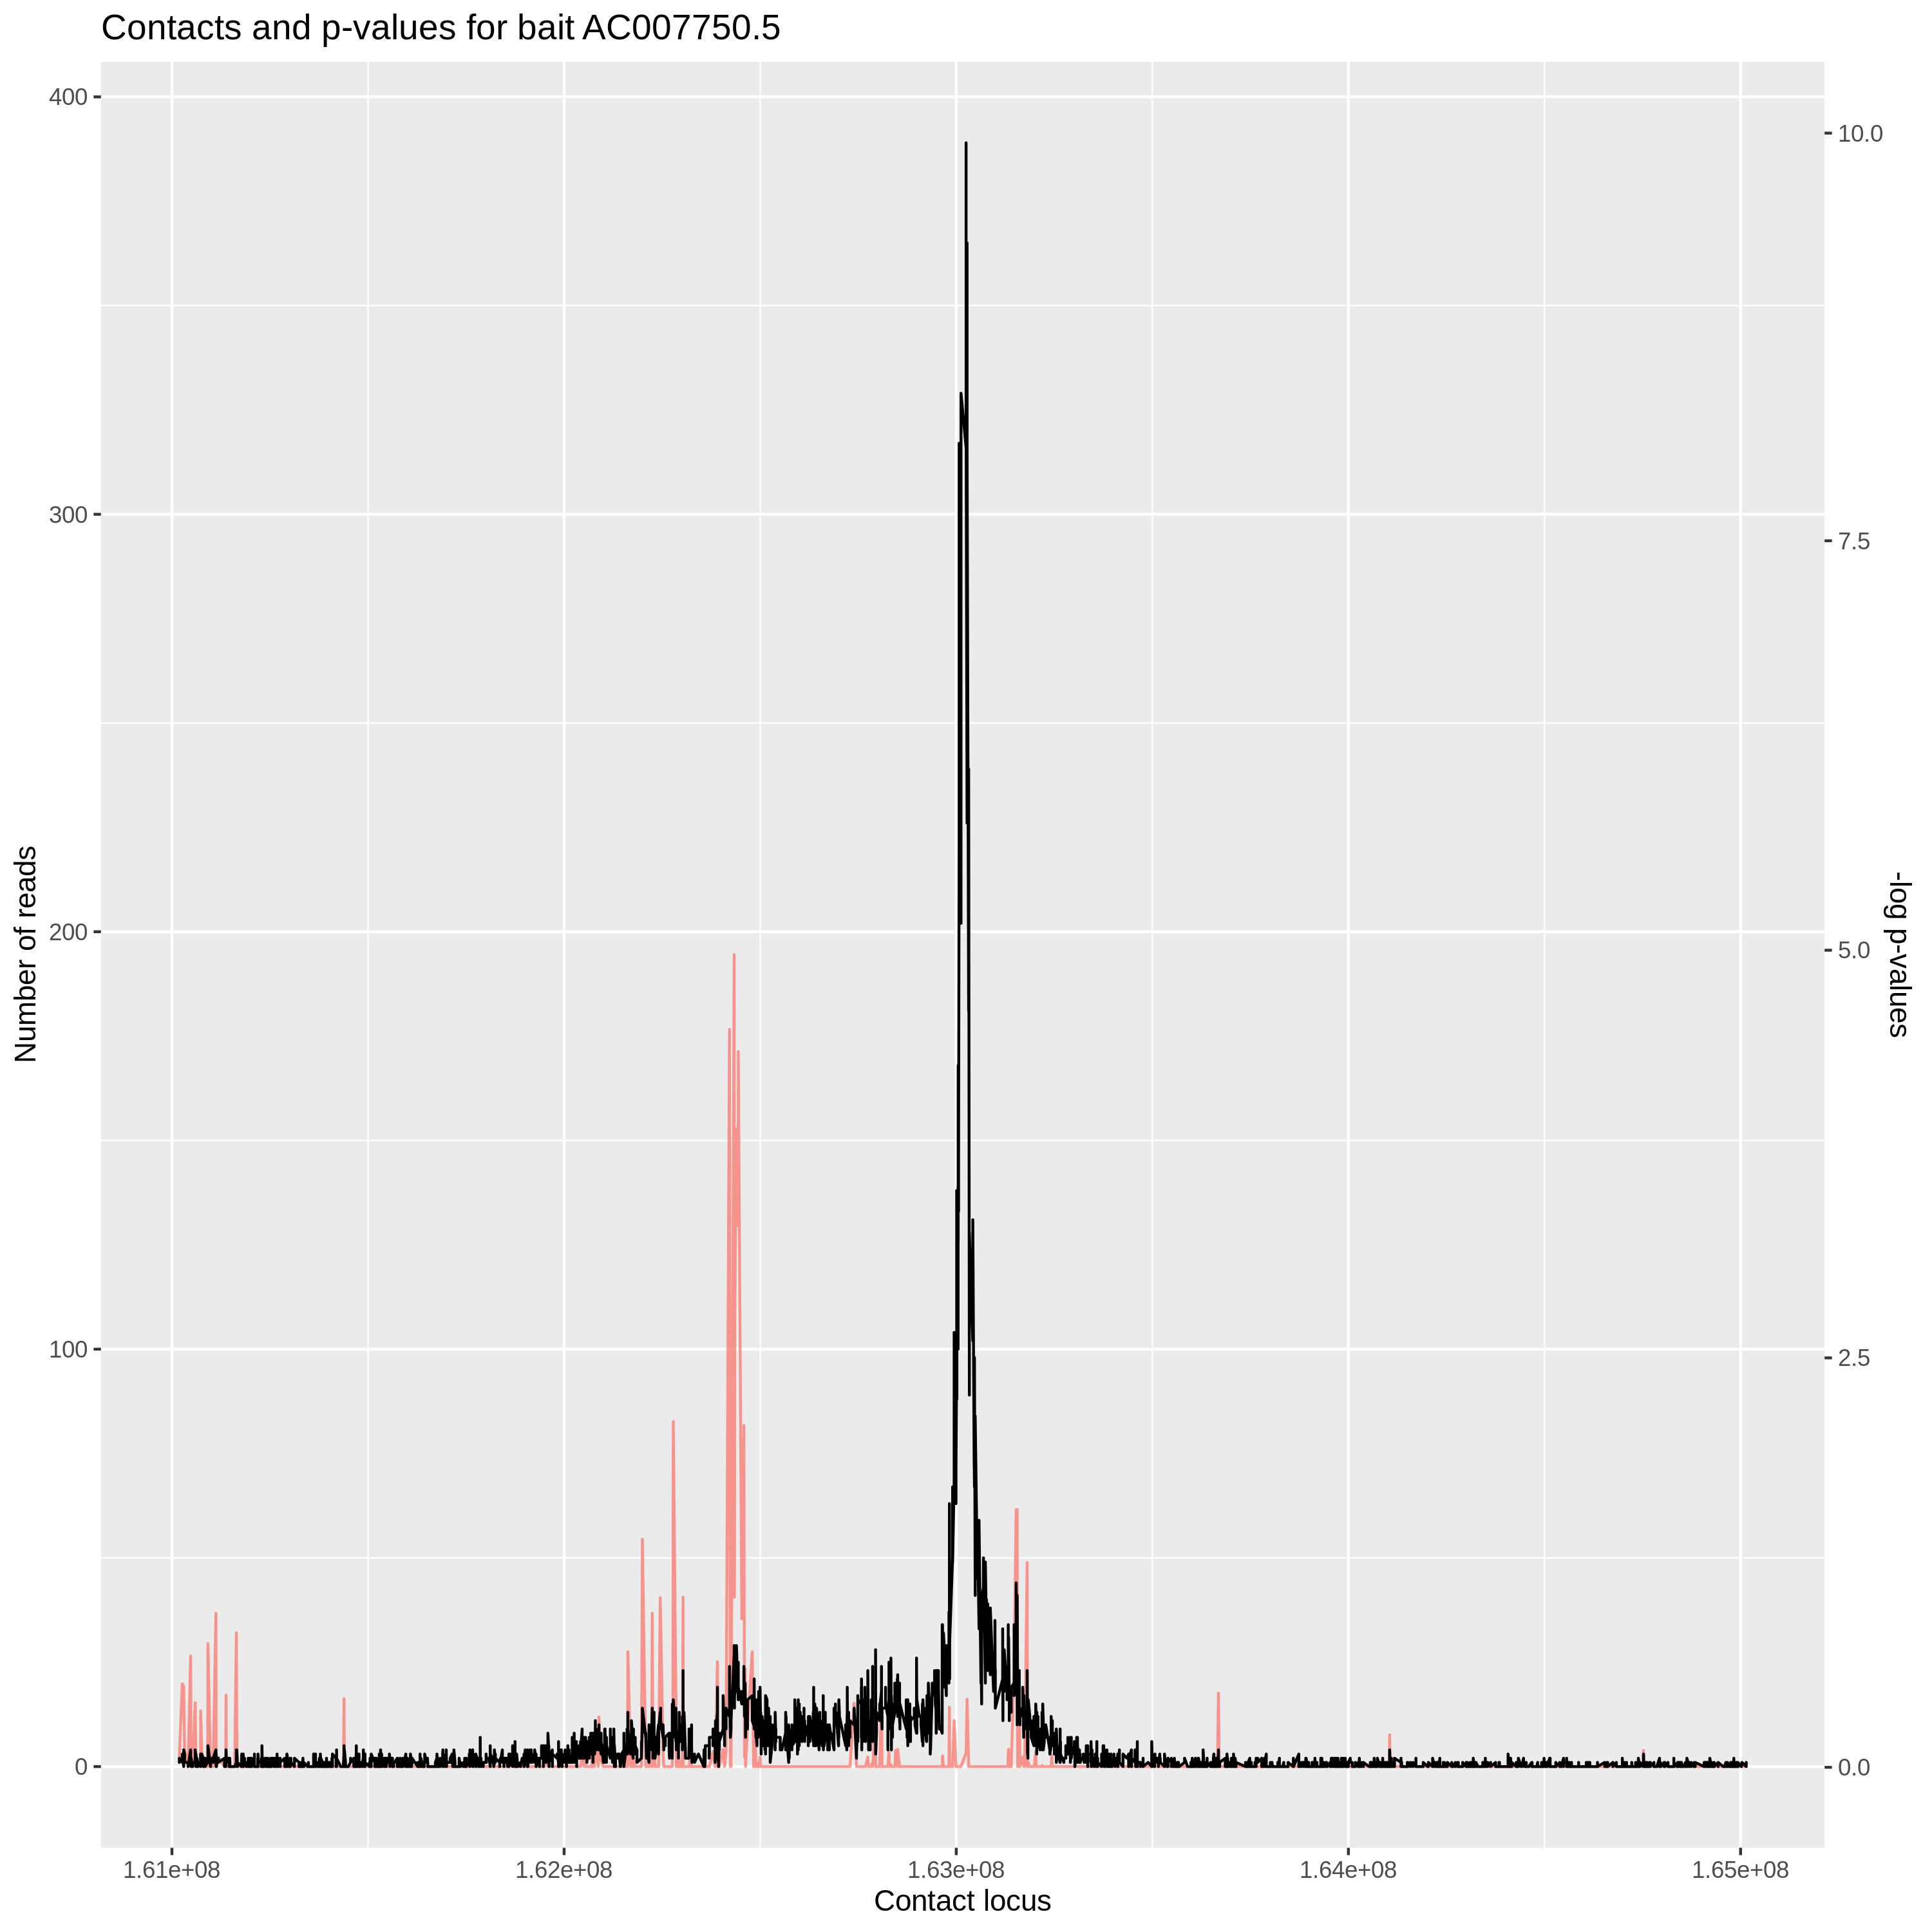 Contacts and p-values for bait AC007750.5
400
300
200
100
0
Number of reads
10.0
7.5
5.0
2.5
0.0
-log p-values
1.61e+08 1.62e+08 1.63e+08 1.64e+08 1.65e+08
Contact locus